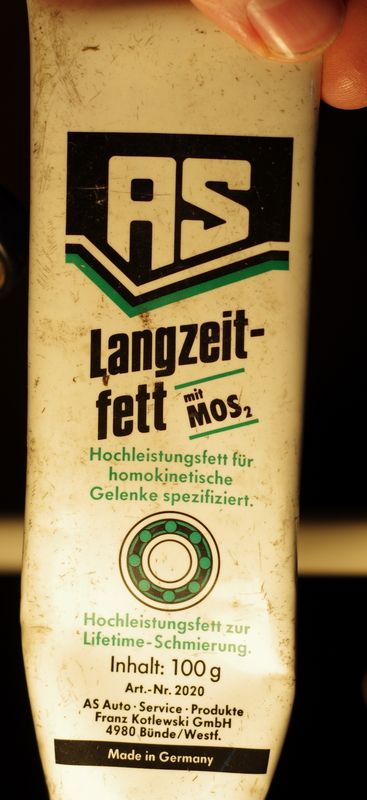 AS
Langzeit-
fett mit MOS₂
Hochleistungsfett für
homokinetische
Gelenke spezifiziert.
Hochleistungsfett zur
Lifetime-Schmierung.
Inhalt: 100 g
Art.-Nr. 2020
AS Auto · Service · Produkte
Franz Kotlewski GmbH
4980 Bünde/Westf.
Made in Germany